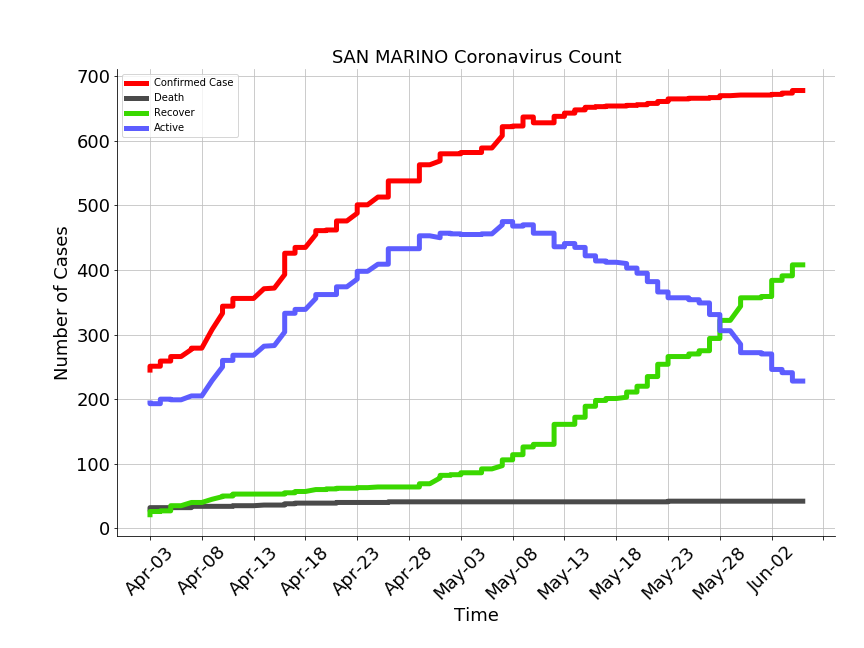 SAN MARINO Coronavirus Count
Confirmed Case
Death
Recover
Active
Number of Cases
700
600
500
400
300
200
100
0
Apr-03
Apr-08
Apr-13
Apr-18
Apr-23
Apr-28
May-03
May-08
May-13
May-18
May-23
May-28
Jun-02
Time